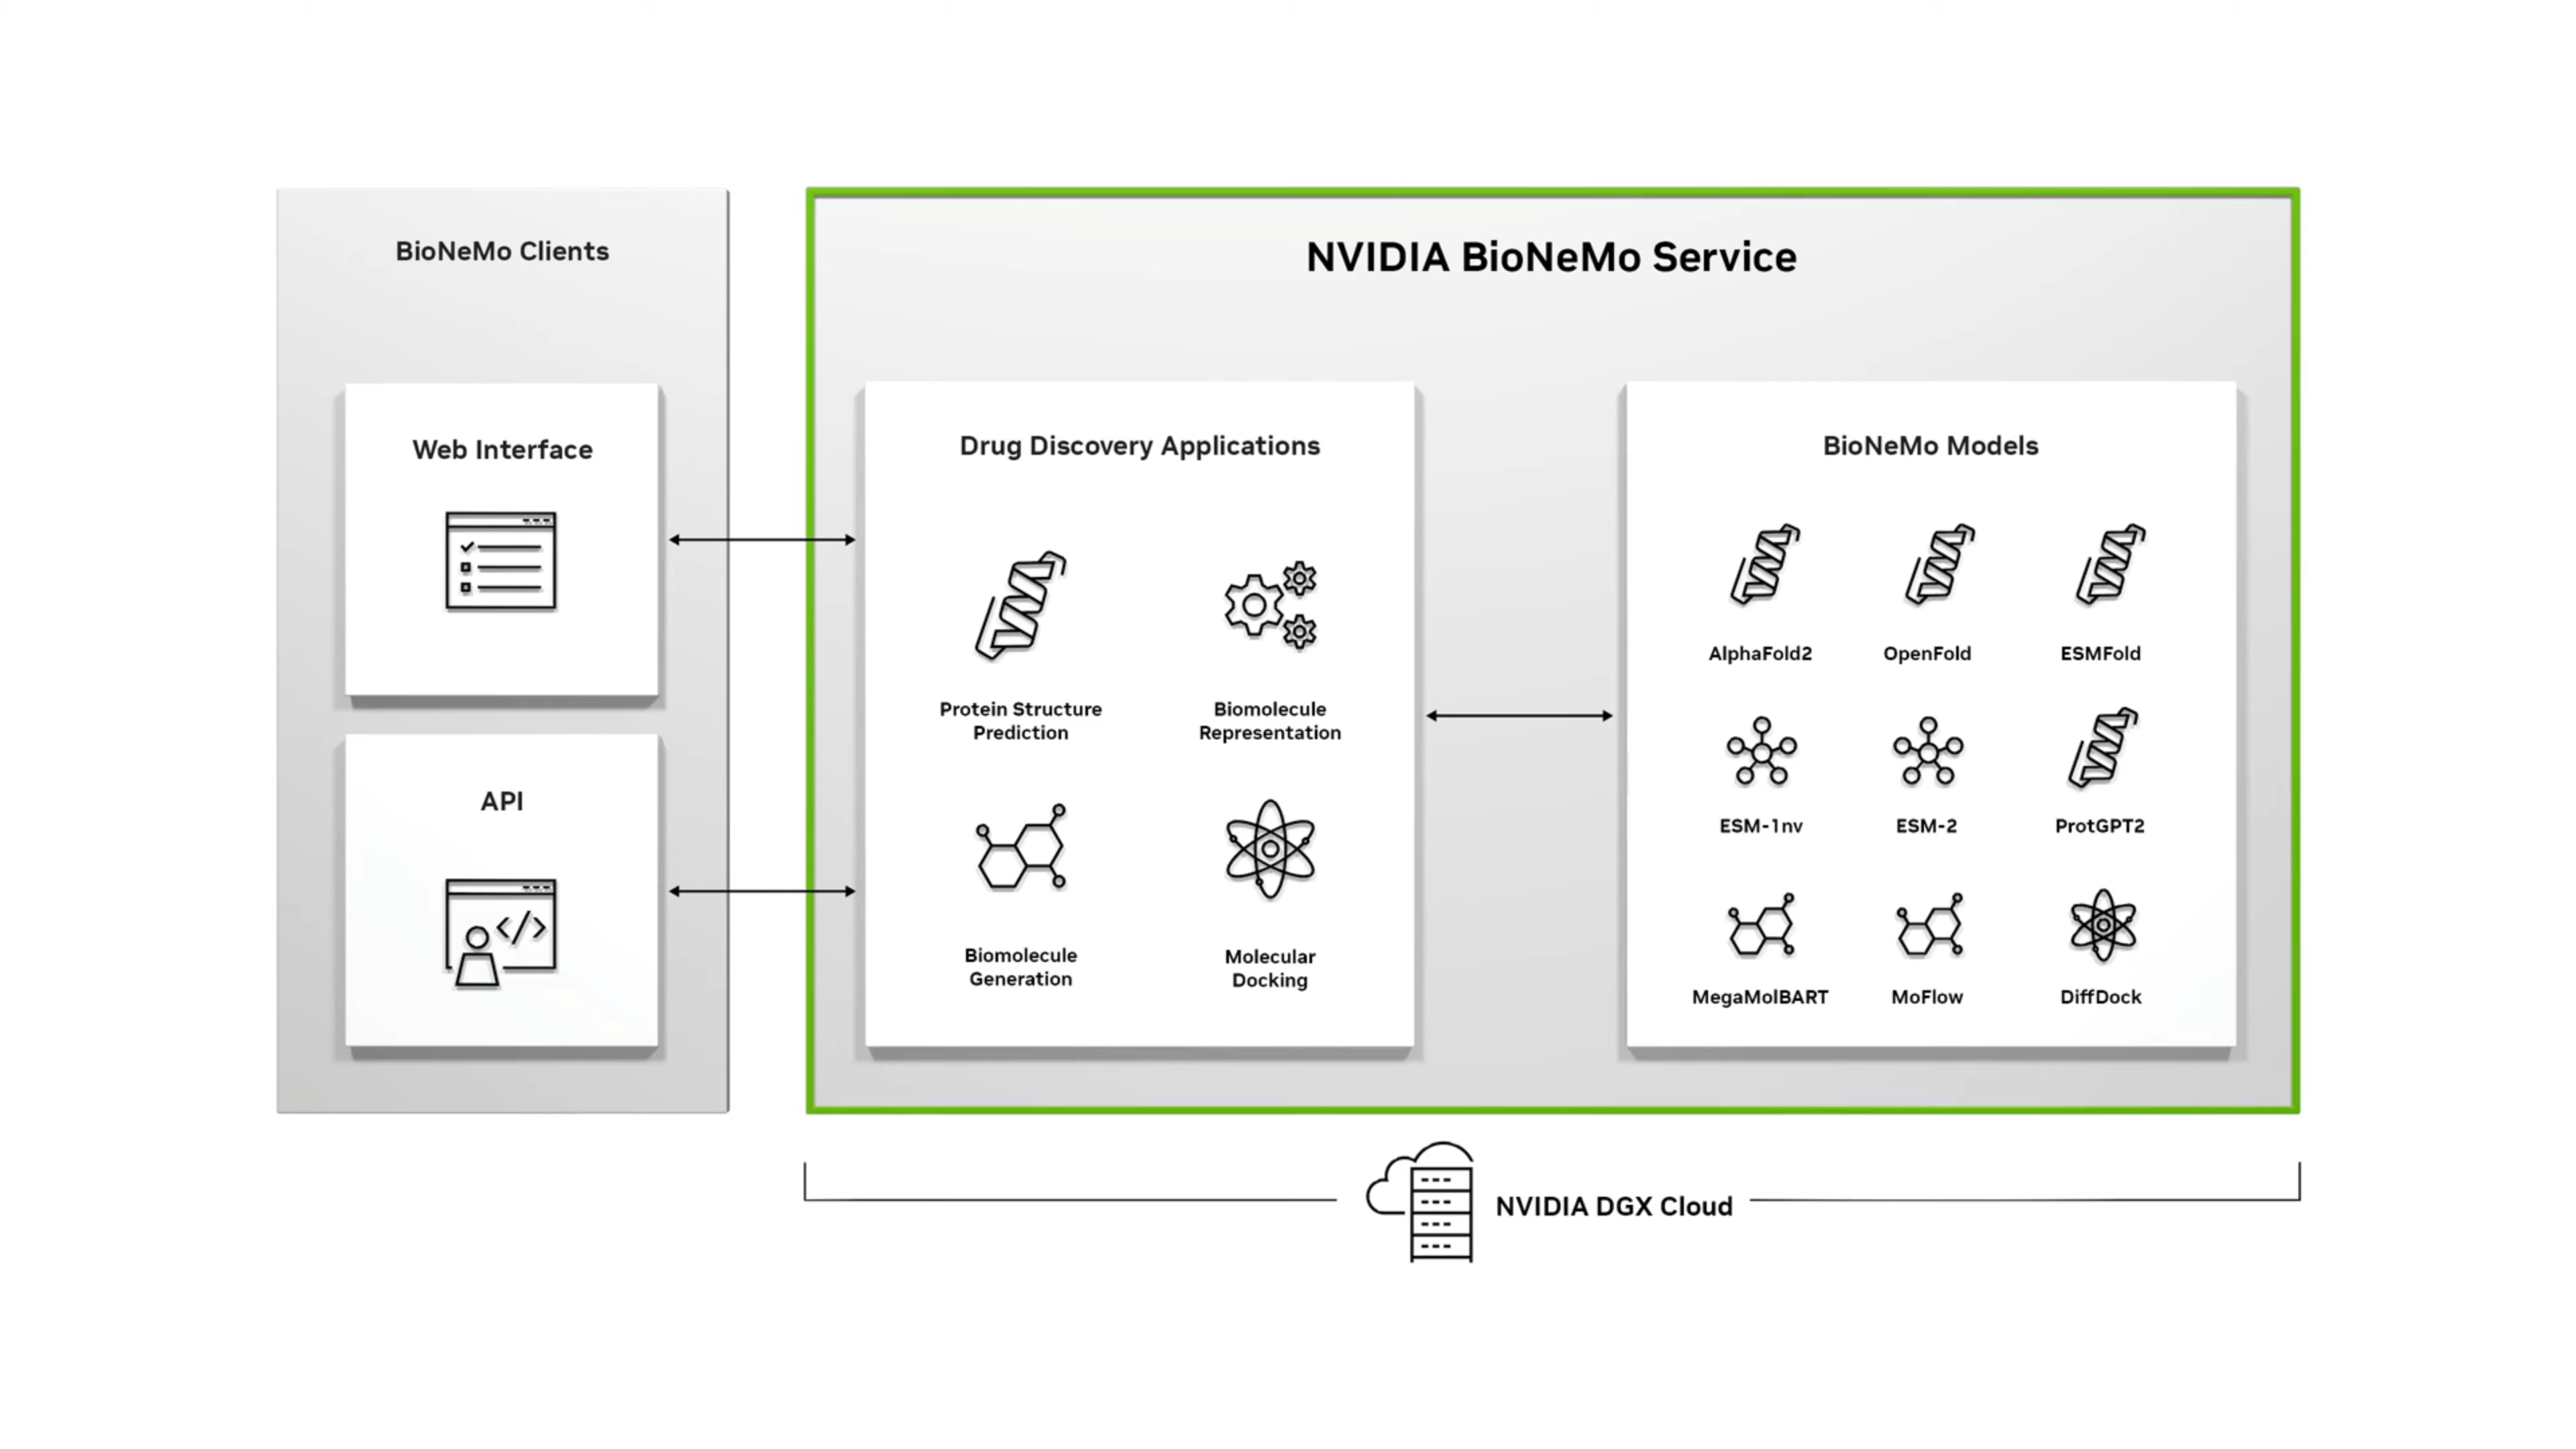 BioNeMo Clients
Web Interface
API
NVIDIA BioNeMo Service
Drug Discovery Applications
Protein Structure
Prediction
Biomolecule
Representation
Biomolecule
Generation
Molecular
Docking
BioNeMo Models
AlphaFold2
OpenFold
ESMFold
ESM-1nv
ESM-2
ProtGPT2
MegaMolBART
MoFlow
DiffDock
NVIDIA DGX Cloud